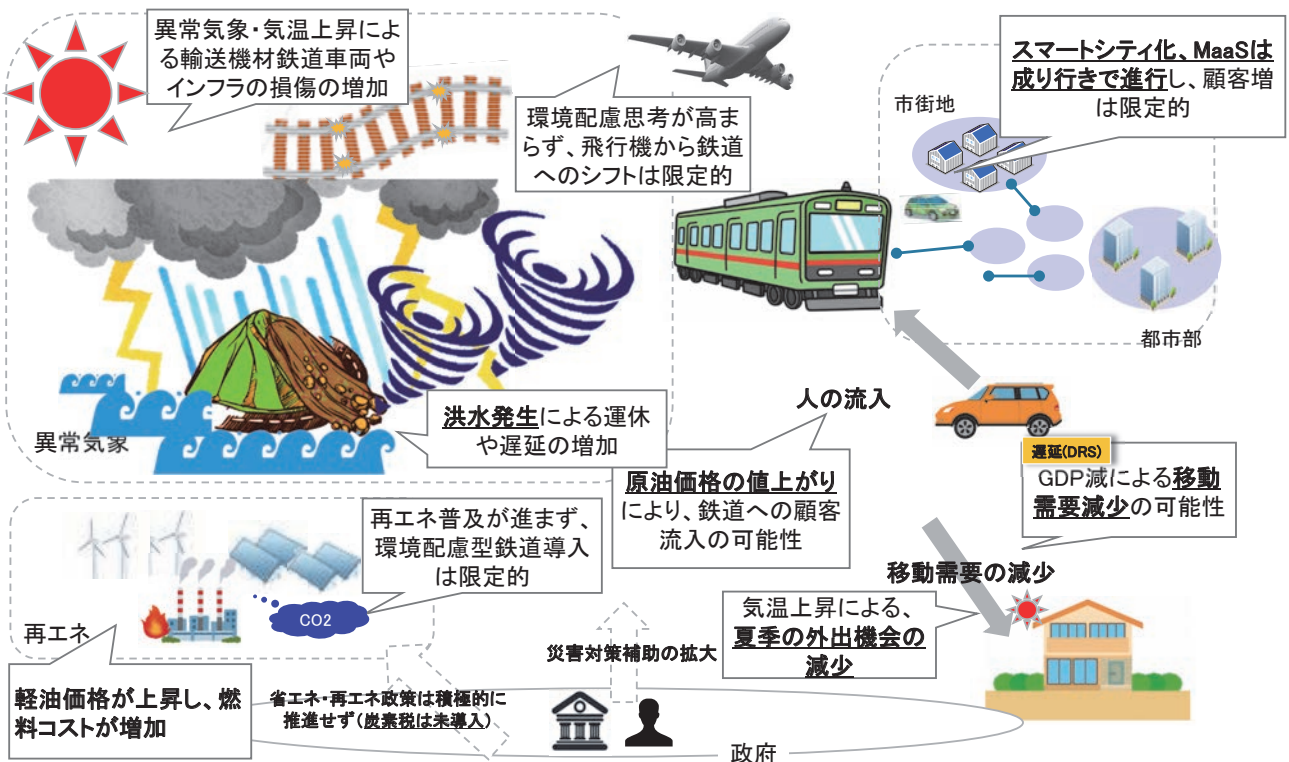 異常気象・気温上昇によ
る輸送機材鉄道車両や
インフラの損傷の増加
環境配慮思考が高ま
らず、飛行機から鉄道
へのシフトは限定的
スマートシティ化、MaaSは
成り行きで進行し、顧客増
は限定的
市街地
都市部
異常気象
洪水発生による運休
や遅延の増加
人の流入
原油価格の値上がり
により、鉄道への顧客
流入の可能性
遅延(DRS)
GDP減による移動
需要減少の可能性
移動需要の減少
気温上昇による、
夏季の外出機会の
減少
再エネ普及が進まず、
環境配慮型鉄道導入
は限定的
CO2
再エネ
軽油価格が上昇し、燃
料コストが増加
省エネ・再エネ政策は積極的に
推進せず(炭素税は未導入)
災害対策補助の拡大
政府